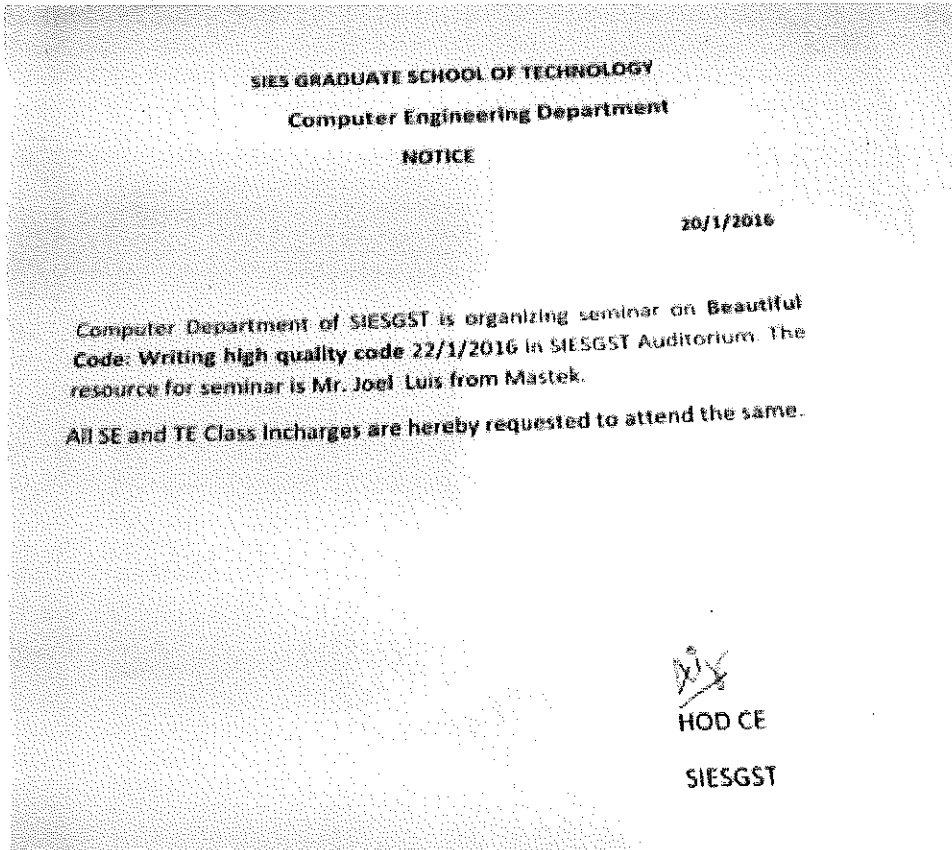 SIES GRADUATE SCHOOL OF TECHNOLOGY
Computer Engineering Department
NOTICE
20/1/2016
Computer Department of SIESGST is organizing seminar on Beautiful
Code: Writing high quality code 22/1/2016 in SIESGST Auditorium. The
resource for seminar is Mr. Joel Luis from Mastek.
All SE and TE Class Incharges are hereby requested to attend the same.
HOD CE
SIESGST